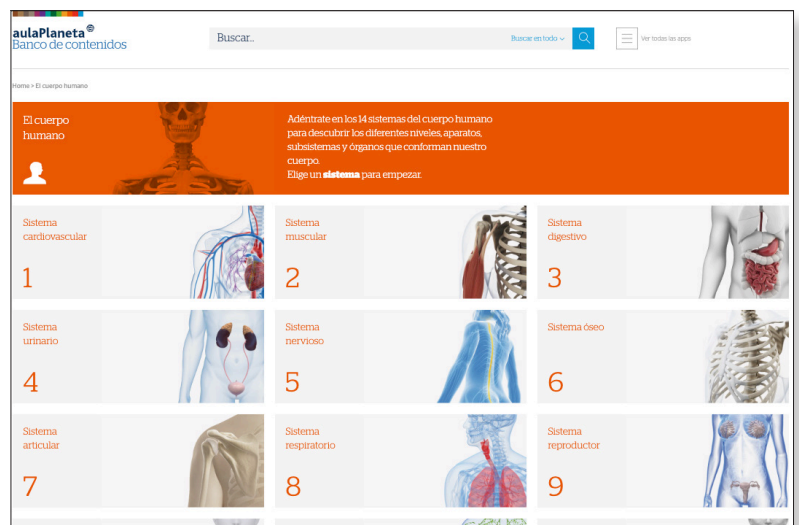 aulaPlaneta©
Banco de contenidos
Buscar..
Buscar en todo
Ver todas las apps
Home > El cuerpo humano
El cuerpo
humano
Adéntrate en los 14 sistemas del cuerpo humano
para descubrir los diferentes niveles, aparatos,
subsistemas y órganos que conforman nuestro
cuerpo.
Elige un sistema para empezar.
Sistema
cardiovascular
1
Sistema
muscular
2
Sistema
digestivo
3
Sistema
urinario
4
Sistema
nervioso
5
Sistema óseo
6
Sistema
articular
7
Sistema
respiratorio
8
Sistema
reproductor
9